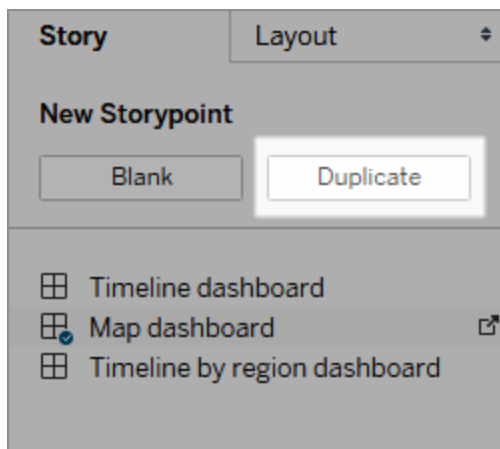 Story Layout
New Storypoint
Blank Duplicate
Timeline dashboard
Map dashboard
Timeline by region dashboard